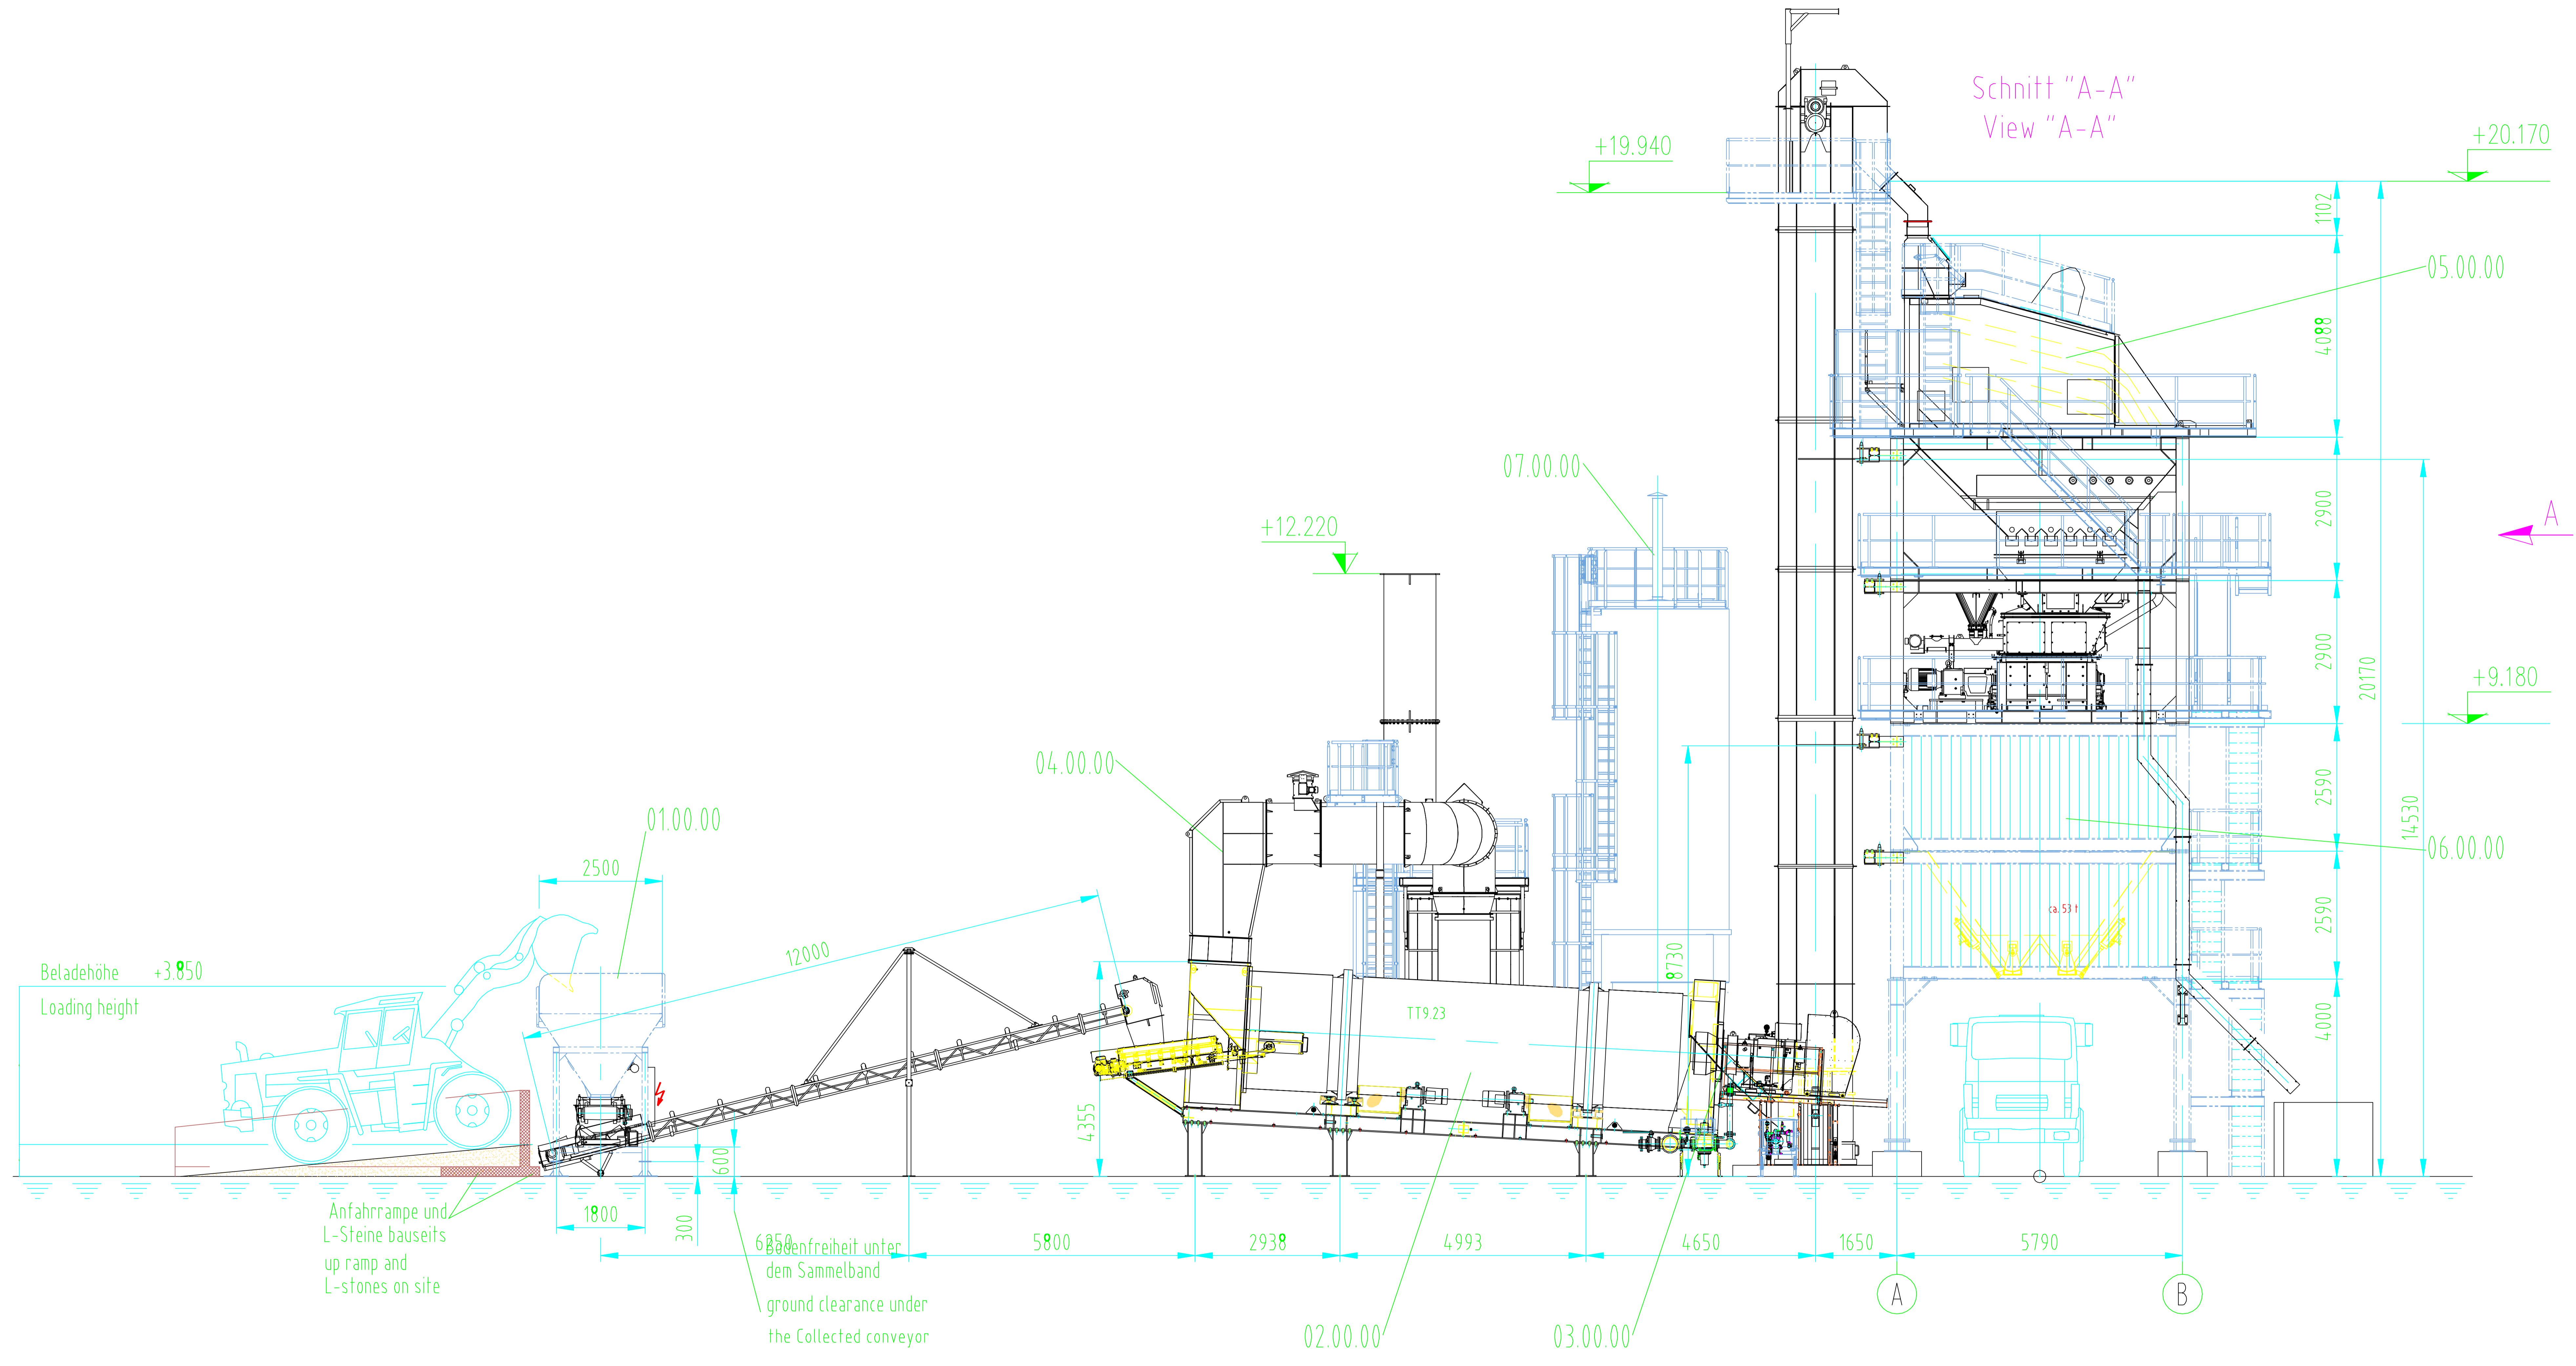 Schnitt "A-A"
View "A-A"
+19.940
+20.170
1102
05.00.00
4088
07.00.00
2900
+12.220
A
2900
20170
+9.180
04.00.00
2590
14530
01.00.00
06.00.00
2500
2590
ca. 53 t
12000
8730
Beladehöhe +3.850
Loading height
TT9.23
4000
4355
600
300
Anfahrrampe und
L-Steine bauseits
up ramp and
L-stones on site
1800
6250
Bodenfreiheit unter
dem Sammelband
ground clearance under
the Collected conveyor
5800
2938
4993
4650
1650
5790
A
B
02.00.00
03.00.00